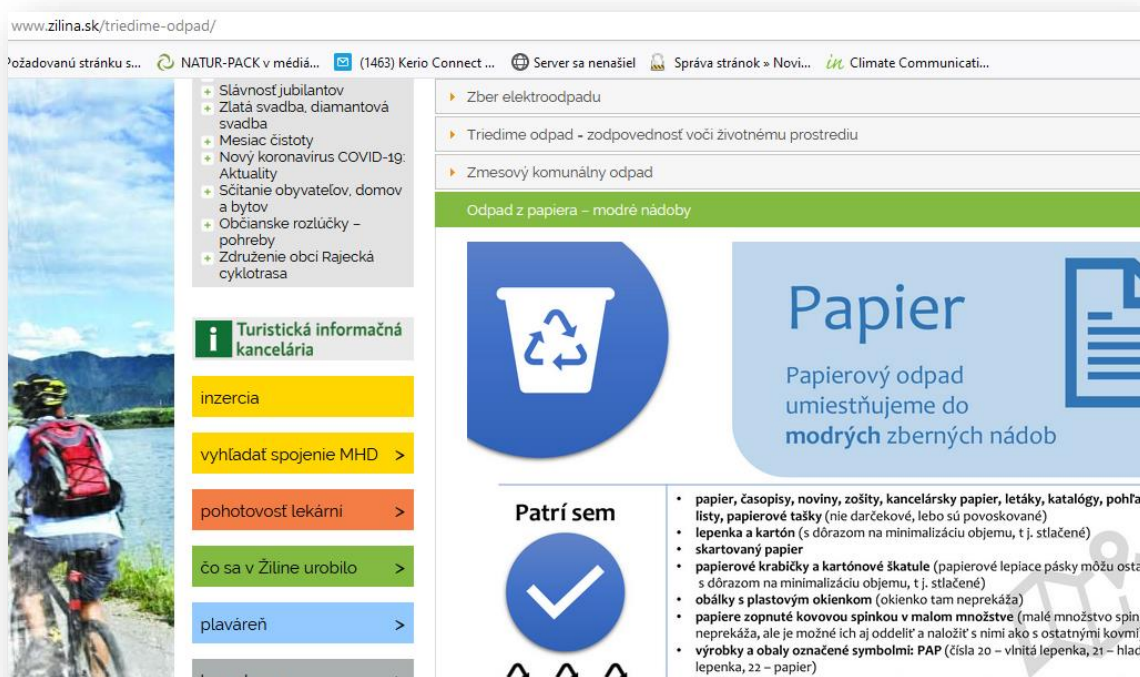 www.zilina.sk/triedime-odpad/
Požadovanú stránku s...
NATUR-PACK v médiá...
(1463) Kerio Connect ...
Server sa nenašiel
Správa stránok » Novi...
in Climate Communicati...
Slávnosť jubilantov
Zlatá svadba, diamantová
svadba
Mesiac čistoty
Nový koronavírus COVID-19:
Aktuality
Sčítanie obyvateľov, domov
a bytov
Občianske rozlúčky –
pohreby
Združenie obcí Rajecká
cyklotrasa
i Turistická informačná
kancelária
inzercia
vyhľadať spojenie MHD >
pohotovosť lekární >
čo sa v Žiline urobilo >
plaváreň >
Zber elektroodpadu
Triedime odpad - zodpovednosť voči životnému prostrediu
Zmesový komunálny odpad
Odpad z papiera – modré nádoby
Papier
Papierový odpad
umiestňujeme do
modrých zberných nádob
Patrí sem
• papier, časopisy, noviny, zošity, kancelársky papier, letáky, katalógy,
listy, papierové tašky (nie darčekové, lebo sú povoskované)
• lepenka a kartón (s dôrazom na minimalizáciu objemu, t j. stlačené)
• skartovaný papier
• papierové krabičky a kartónové škatule (papierové lepiace pásky môžu
s dôrazom na minimalizáciu objemu, t j. stlačené)
• obálky s plastovým okienkom (okienko tam neprekáža)
• papiere zopnuté kovovou spinkou v malom množstve (malé množstvo
neprekáža, ale je možné ich aj oddeliť a naložiť s nimi ako s ostatnými kovmi
• výrobky a obaly označené symbolmi: PAP (čísla 20 – vlnitá lepenka, 21 –
lepenka, 22 – papier)